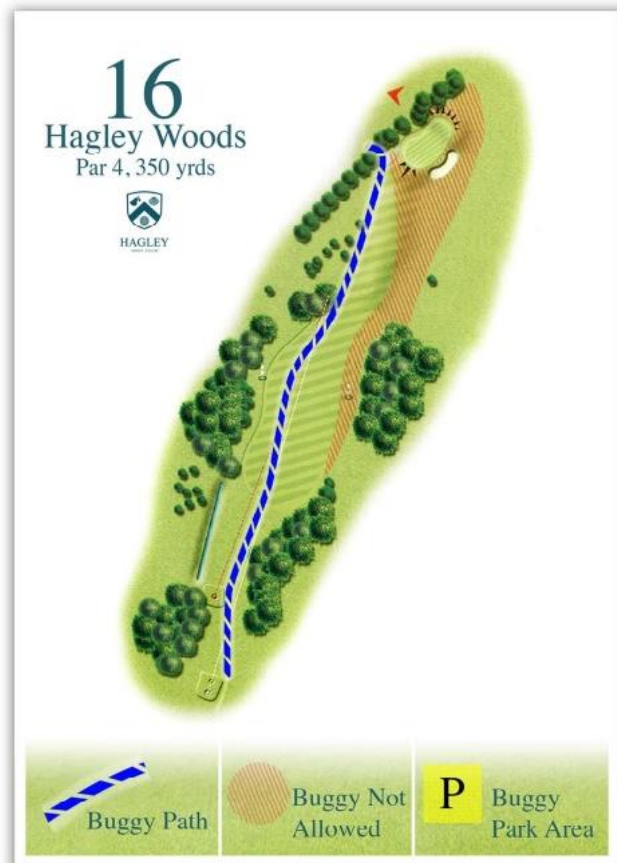 16
Hagley Woods
Par 4, 350 yrds
HAGLEY
Buggy Path
Buggy Not
Allowed
P
Buggy
Park Area